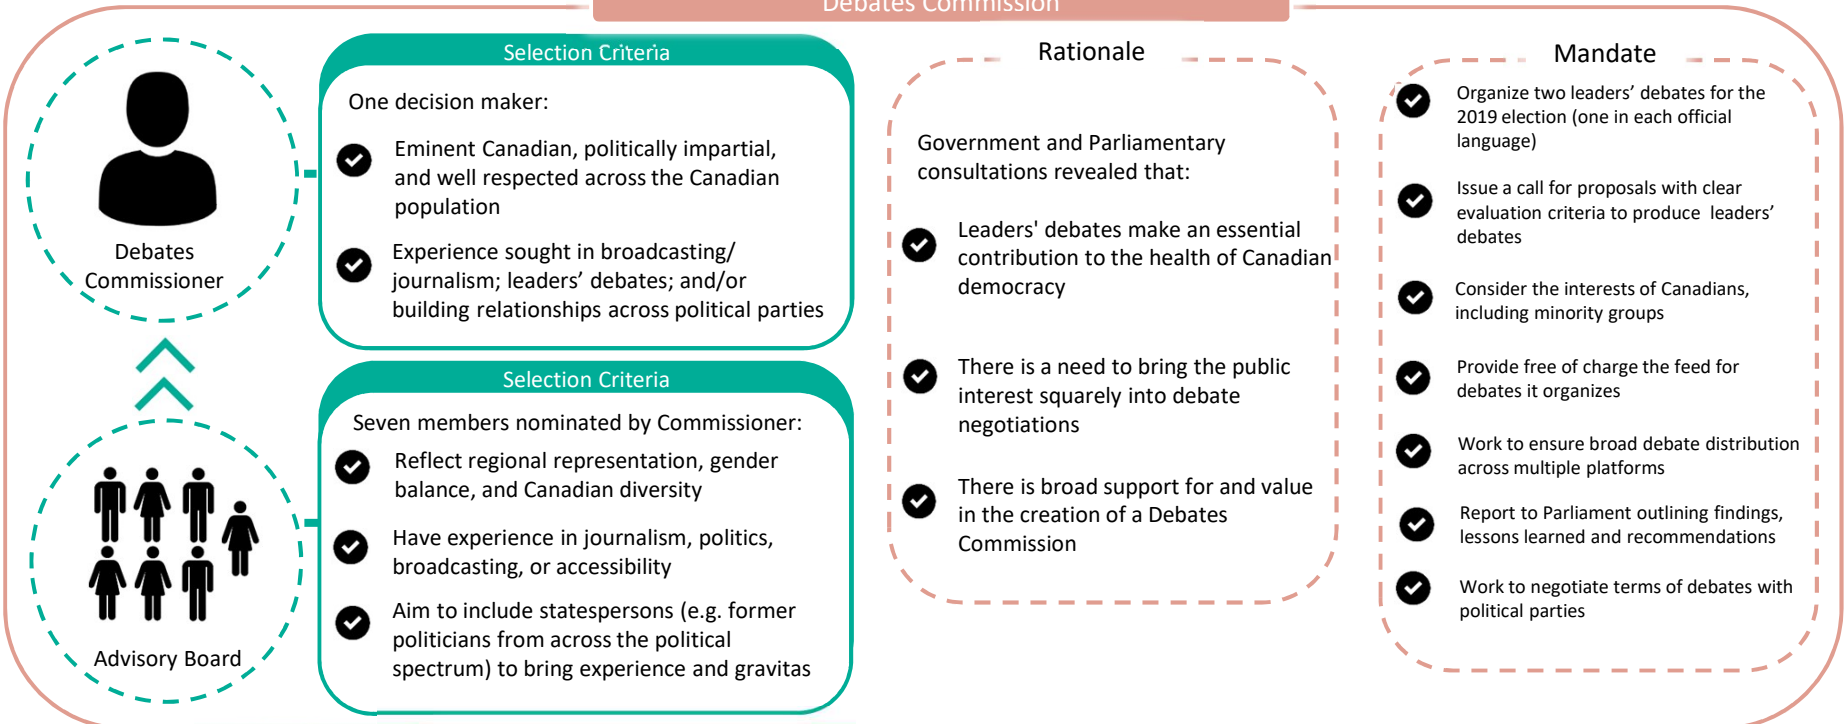 Debates Commission
Selection Criteria
One decision maker:
Eminent Canadian, politically impartial,
and well respected across the Canadian
population
Experience sought in broadcasting/
journalism; leaders' debates; and/or
building relationships across political parties
Debates
Commissioner
Selection Criteria
Seven members nominated by Commissioner:
Reflect regional representation, gender
balance, and Canadian diversity
Have experience in journalism, politics,
broadcasting, or accessibility
Aim to include statespersons (e.g. former
politicians from across the political
spectrum) to bring experience and gravitas
Advisory Board
Rationale
Government and Parliamentary
consultations revealed that:
Leaders' debates make an essential
contribution to the health of Canadian
democracy
There is a need to bring the public
interest squarely into debate
negotiations
There is broad support for and value
in the creation of a Debates
Commission
Mandate
Organize two leaders' debates for the
2019 election (one in each official
language)
Issue a call for proposals with clear
evaluation criteria to produce leaders'
debates
Consider the interests of Canadians,
including minority groups
Provide free of charge the feed for
debates it organizes
Work to ensure broad debate distribution
across multiple platforms
Report to Parliament outlining findings,
lessons learned and recommendations
Work to negotiate terms of debates with
political parties